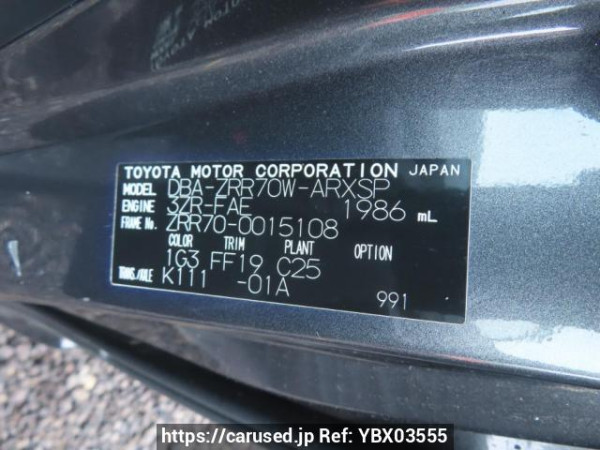 TOYOTA MOTOR CORPORATION JAPAN
MODEL DBA-ZRR70W-ARXSP
ENGINE 3ZR-FAE 1986 mL
FRAME No. ZRR70-0015108
COLOR TRIM PLANT OPTION
1G3 FF19 C25
TRANS./AXLE K111 -01A 991
https://carused.jp Ref: YBX03555